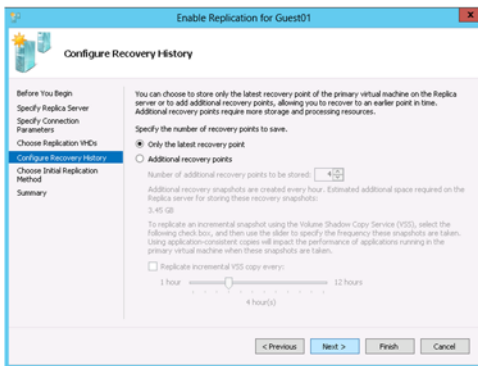 Enable Replication for Guest01
x
Configure Recovery History
Before You Begin
Specify Replica Server
Specify Connection
Parameters
Choose Replication VHDs
Configure Recovery History
Choose Initial Replication
Method
Summary
You can choose to store only the latest recovery point of the primary virtual machine on the Replica
server or to add additional recovery points, allowing you to recover to an earlier point in time.
Additional recovery points require more storage and processing resources.
Specify the number of recovery points to save.
Only the latest recovery point
Additional recovery points
Number of additional recovery points to be stored: 4
Additional recovery snapshots are created every hour. Estimated additional space required on the
Replica server for storing these recovery snapshots:
3.45 GB
To replicate an incremental snapshot using the Volume Shadow Copy Service (VSS), select the
following check box, and then use the slider to specify the frequency these snapshots are taken.
Using application-consistent copies will impact the performance of applications running in the
primary virtual machine when these snapshots are taken.
Replicate incremental VSS copy every:
1 hour 12 hours
4 hour(s)
< Previous Next > Finish Cancel